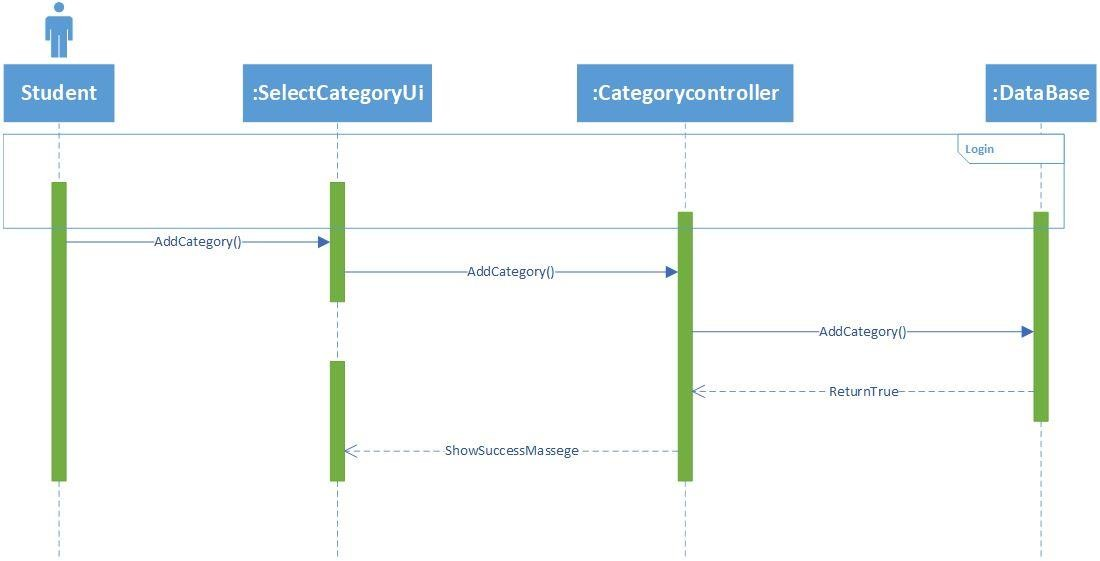 Student
:SelectCategoryUi
:Categorycontroller
:DataBase
Login
AddCategory()
AddCategory()
AddCategory()
ReturnTrue
ShowSuccessMassege